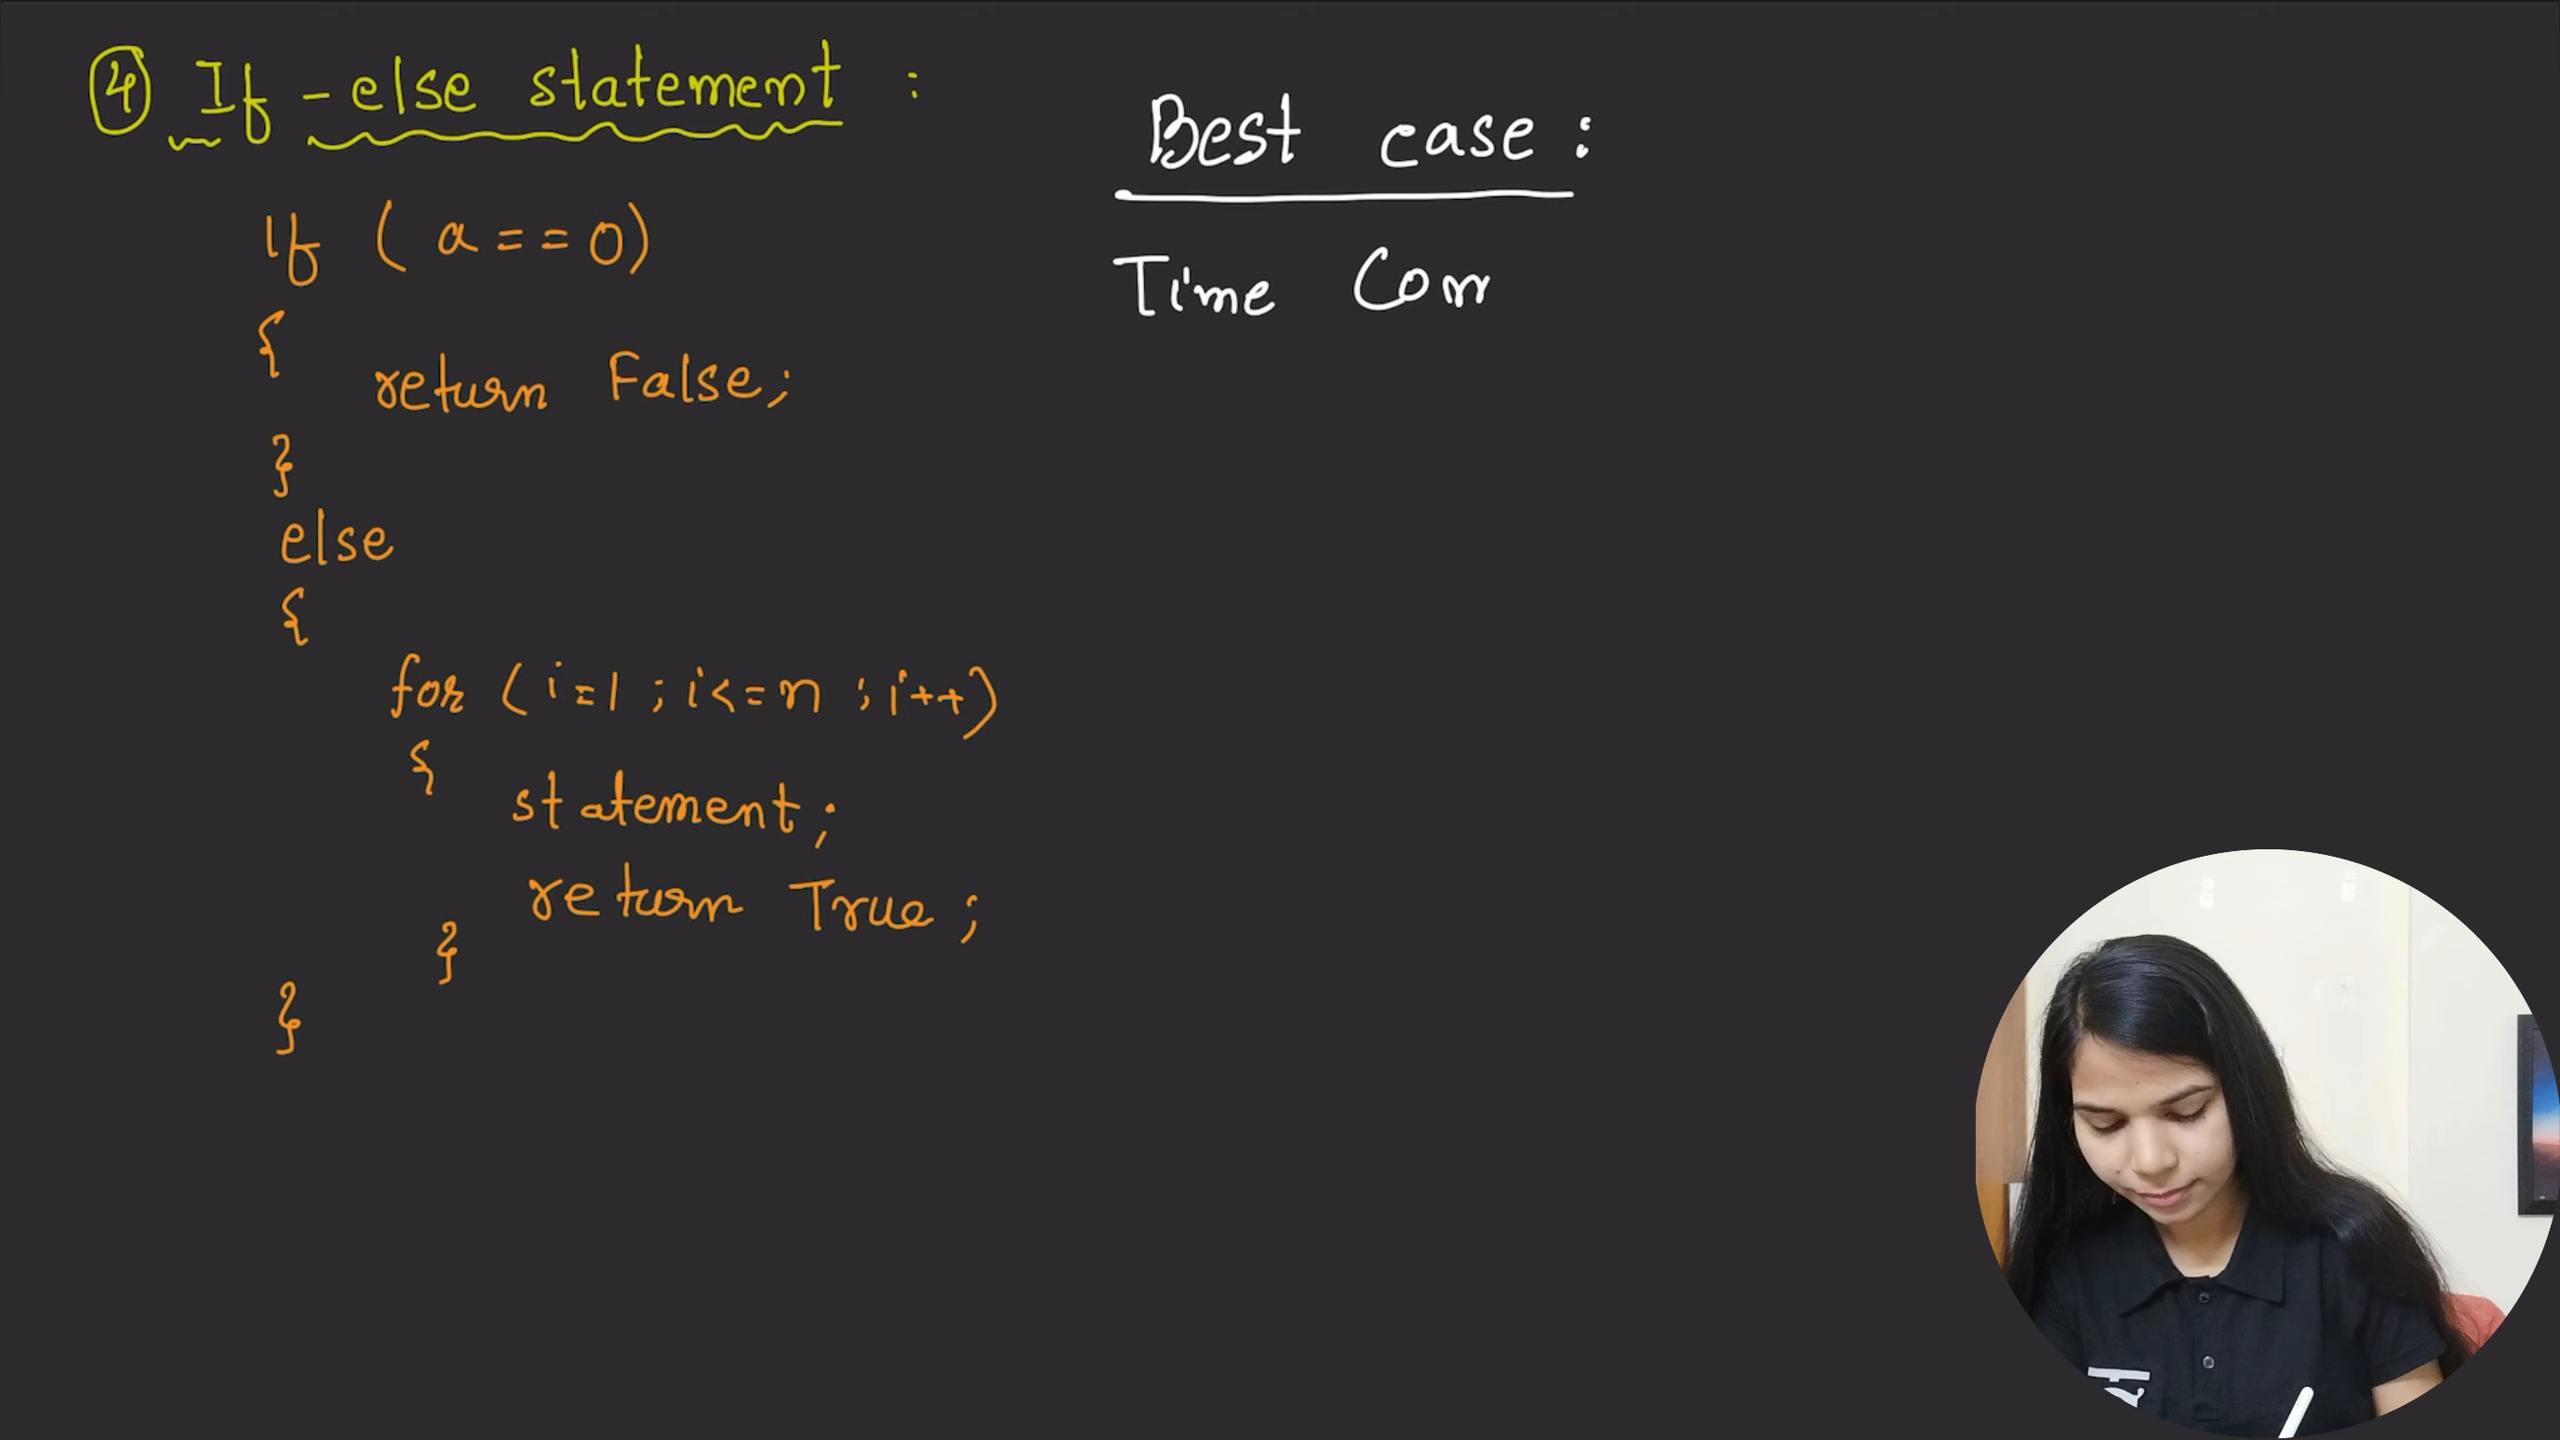 ④ If - else statement :
If ( a == 0)
{
return False;
}
else
{
for ( i=1 ; i<=n ; i++)
{
statement;
return True ;
}
}
Best case :
Time Com